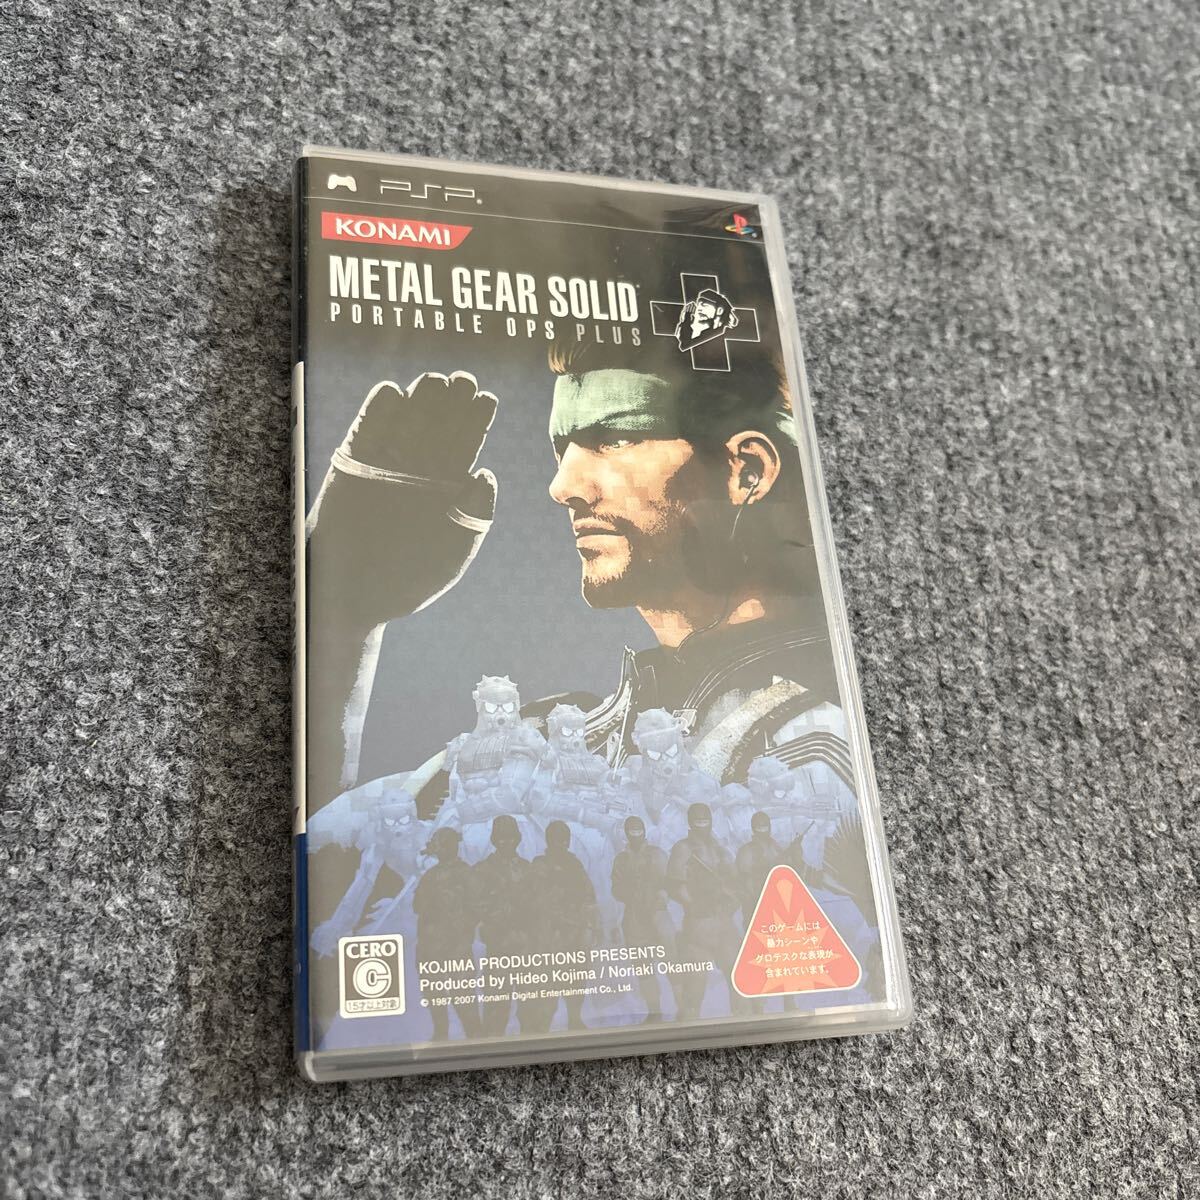 PSP
KONAMI
METAL GEAR SOLID
PORTABLE OPS PLUS
このゲームには
暴力シーンや
グロテスクな表現が
含まれています。
CERO
C
15才以上対象
KOJIMA PRODUCTIONS PRESENTS
Produced by Hideo Kojima / Noriaki Okamura
© 1987 2007 Konami Digital Entertainment Co., Ltd.